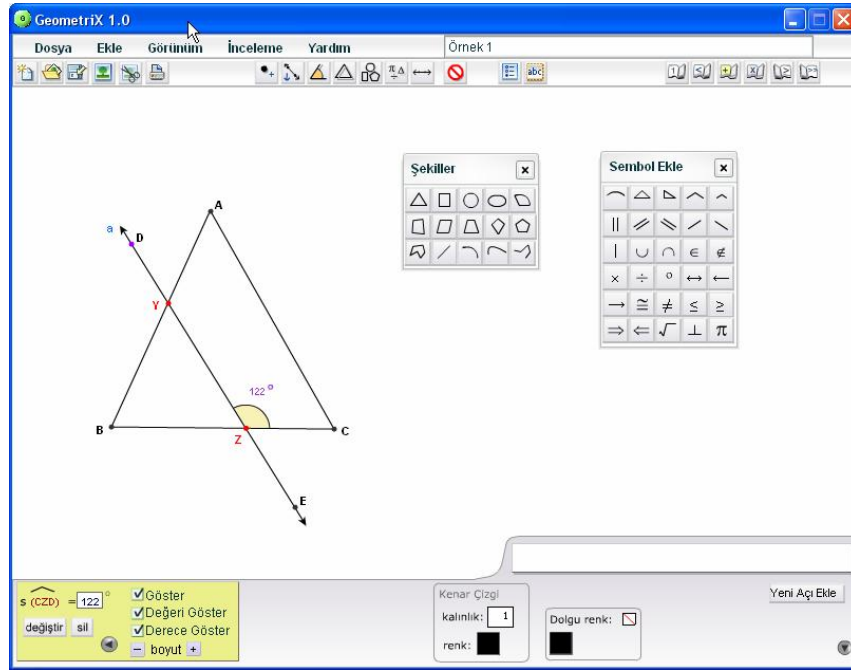 GeometriX 1.0
Dosya Ekle Görünüm İnceleme Yardım Örnek 1
Şekiller
Sembol Ekle
A
a
D
Y
122 °
B
Z
C
E
s (CZD) = 122 °
değiştir sil
Göster
Değeri Göster
Derece Göster
boyut
Kenar Çizgi
kalınlık: 1
renk:
Dolgu renk:
Yeni Açı Ekle